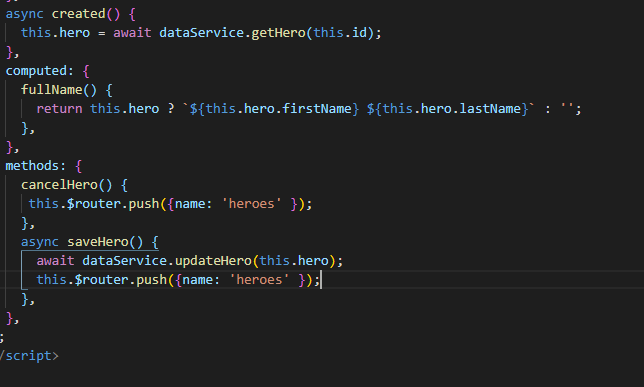 async created() {
this.hero = await dataService.getHero(this.id);
},
computed: {
fullName() {
return this.hero ? `${this.hero.firstName} ${this.hero.lastName}` : '';
},
},
methods: {
cancelHero() {
this.$router.push({name: 'heroes' });
},
async saveHero() {
await dataService.updateHero(this.hero);
this.$router.push({name: 'heroes' });
},
},
;
/script>